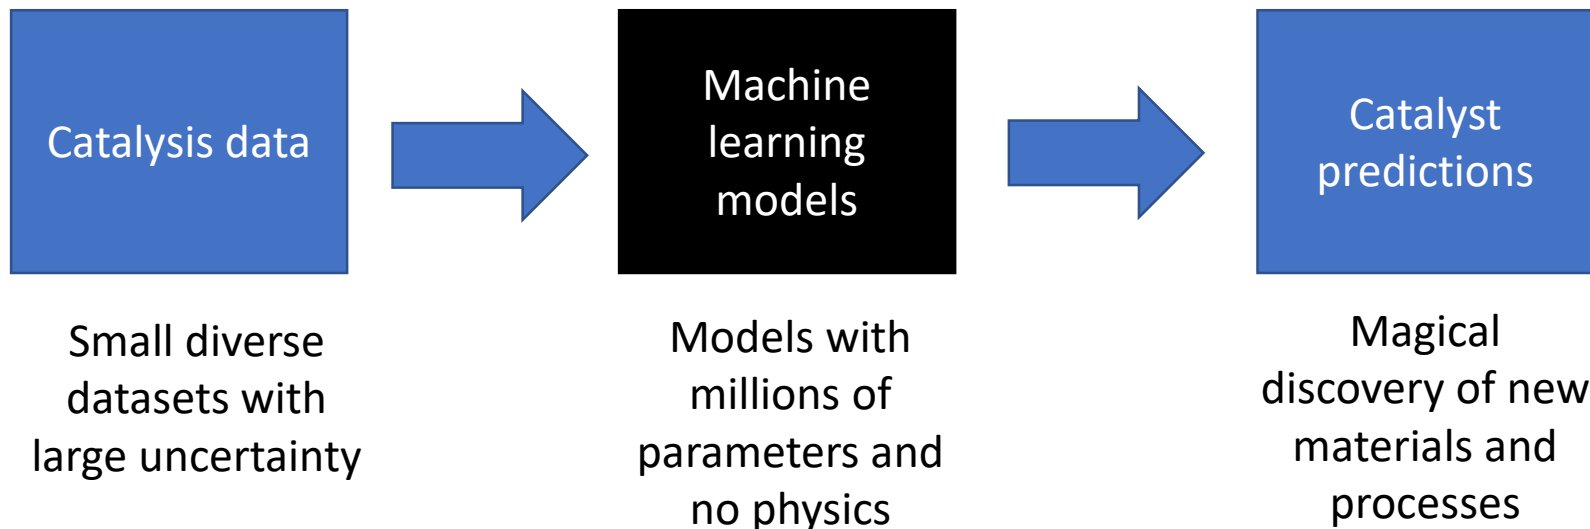 Catalysis data
Machine
learning
models
Catalyst
predictions
Small diverse
datasets with
large uncertainty
Models with
millions of
parameters and
no physics
Magical
discovery of new
materials and
processes